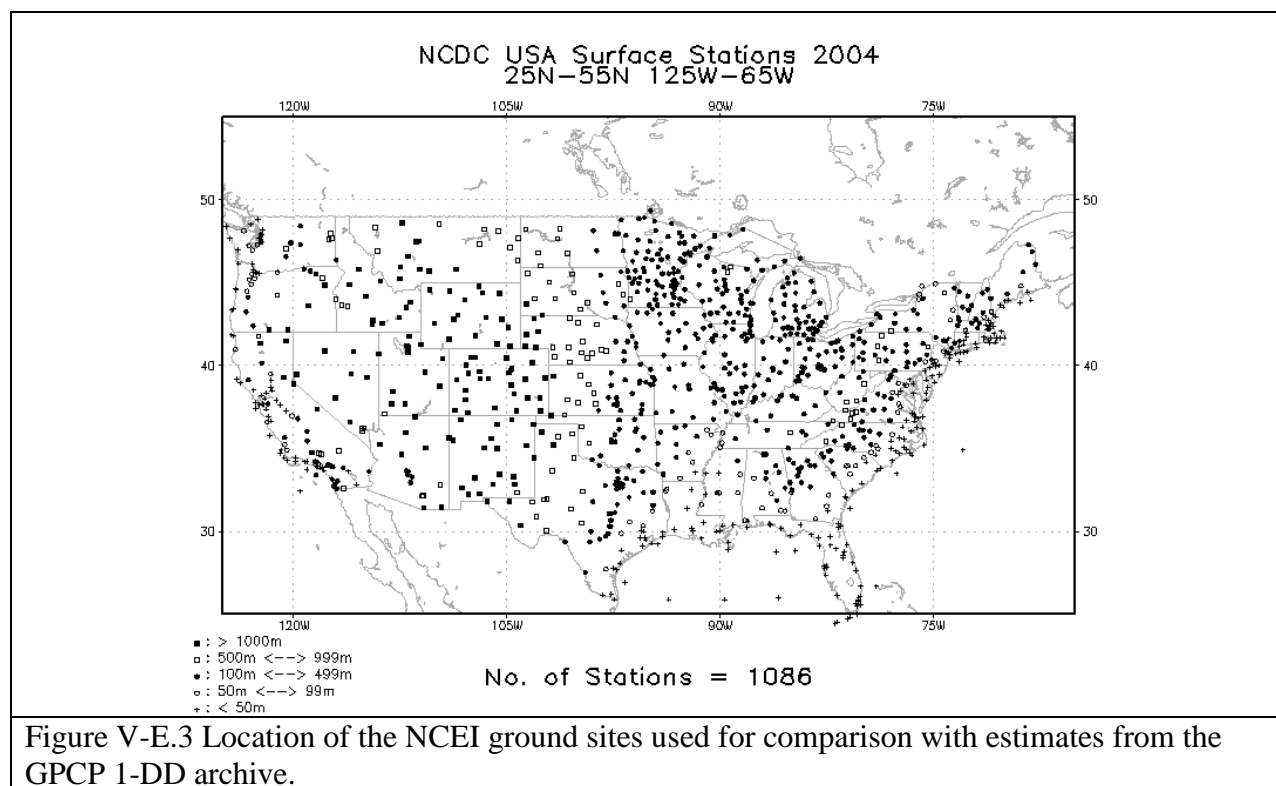 NCDC USA Surface Stations 2004
25N-55N 125W-65W
120W 105W 90W 75W
50 50
40 40
30 30
120W 105W 90W 75W
■ : > 1000m
□ : 500m <--> 999m
● : 100m <--> 499m
○ : 50m <--> 99m
+ : < 50m
No. of Stations = 1086
Figure V-E.3 Location of the NCEI ground sites used for comparison with estimates from the
GPCP 1-DD archive.